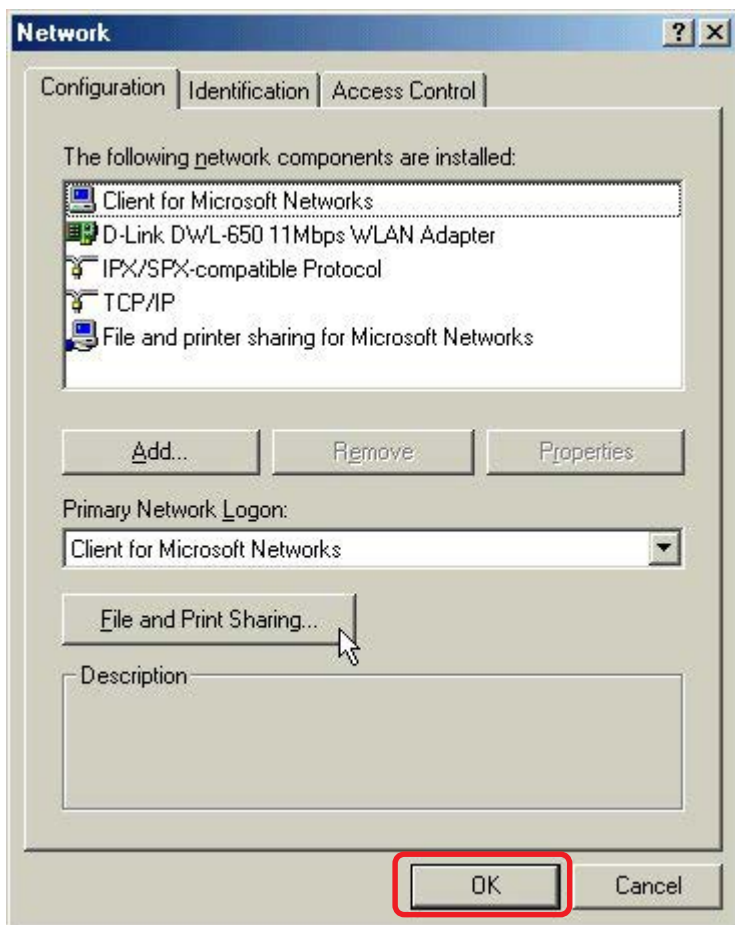 Network
Configuration Identification Access Control
The following network components are installed:
Client for Microsoft Networks
D-Link DWL-650 11Mbps WLAN Adapter
IPX/SPX-compatible Protocol
TCP/IP
File and printer sharing for Microsoft Networks
Add... Remove Properties
Primary Network Logon:
Client for Microsoft Networks
File and Print Sharing...
Description
OK Cancel